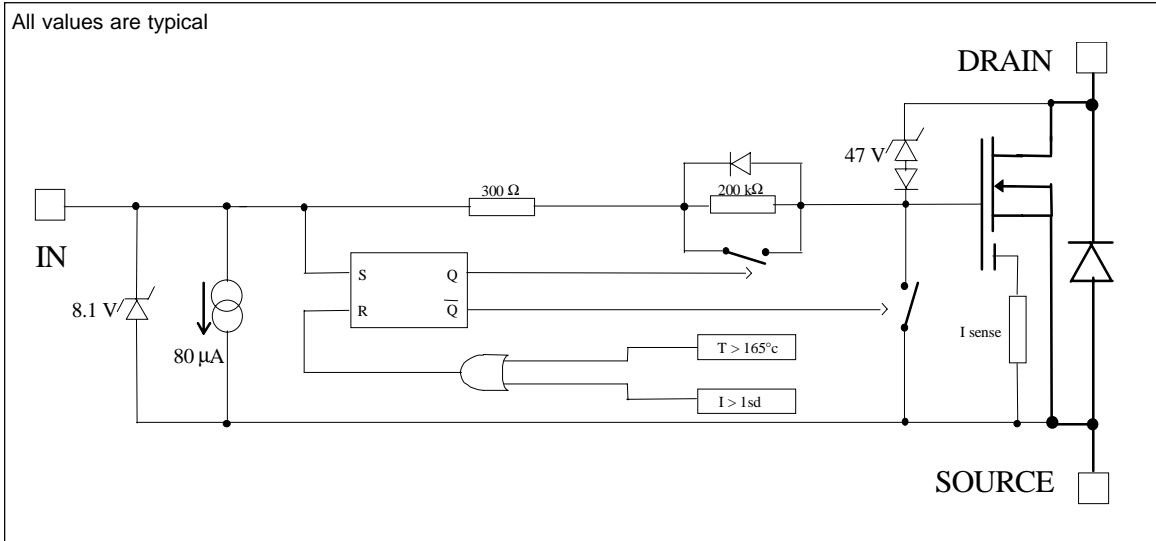 All values are typical
DRAIN
47 V
200 kΩ
300 Ω
IN
S Q
R Q̅
8.1 V
80 µA
I sense
T > 165°c
I > 1sd
SOURCE